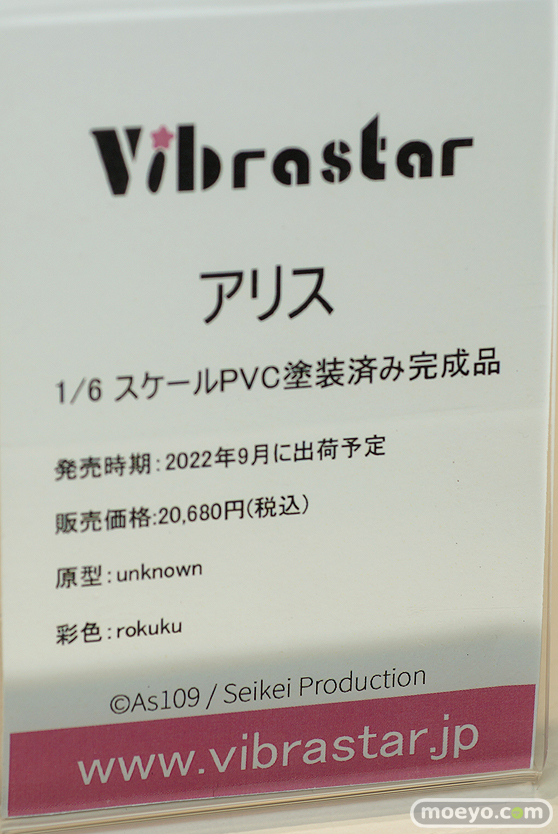 Vibrastar
アリス
1/6 スケールPVC塗装済み完成品
発売時期:2022年9月に出荷予定
販売価格:20,680円(税込)
原型:unknown
彩色:rokuku
©As109 / Seikei Production
www.vibrastar.jp
moeyo.com